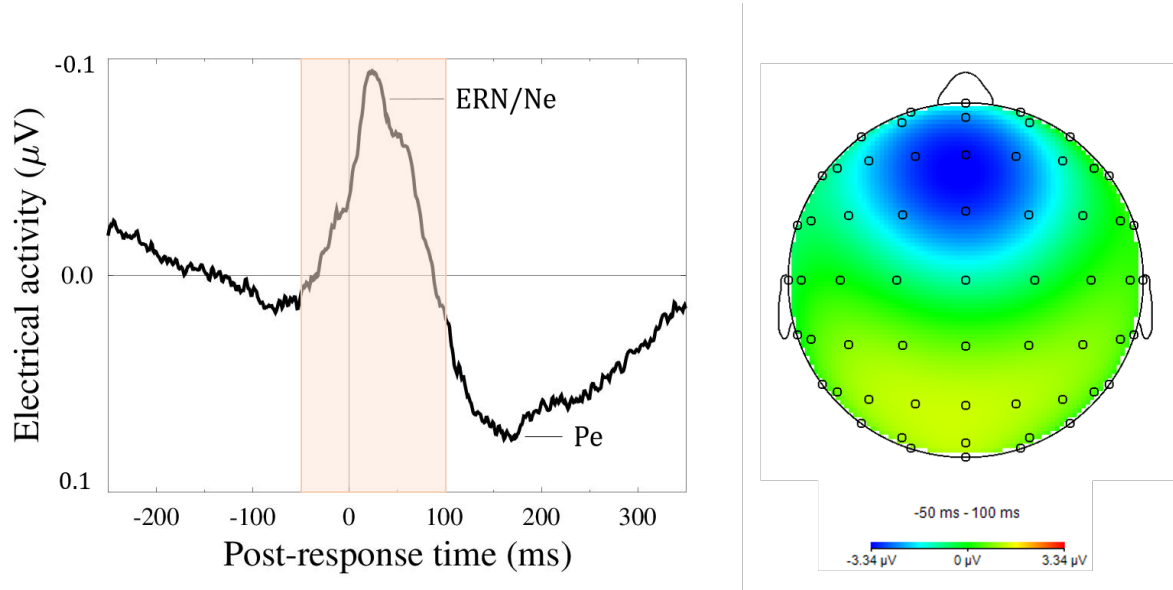 -0.1
ERN/Ne
Electrical activity (μV)
0.0
Pe
0.1
-200 -100 0 100 200 300
Post-response time (ms)
-50 ms - 100 ms
-3.34 μV 0 μV 3.34 μV